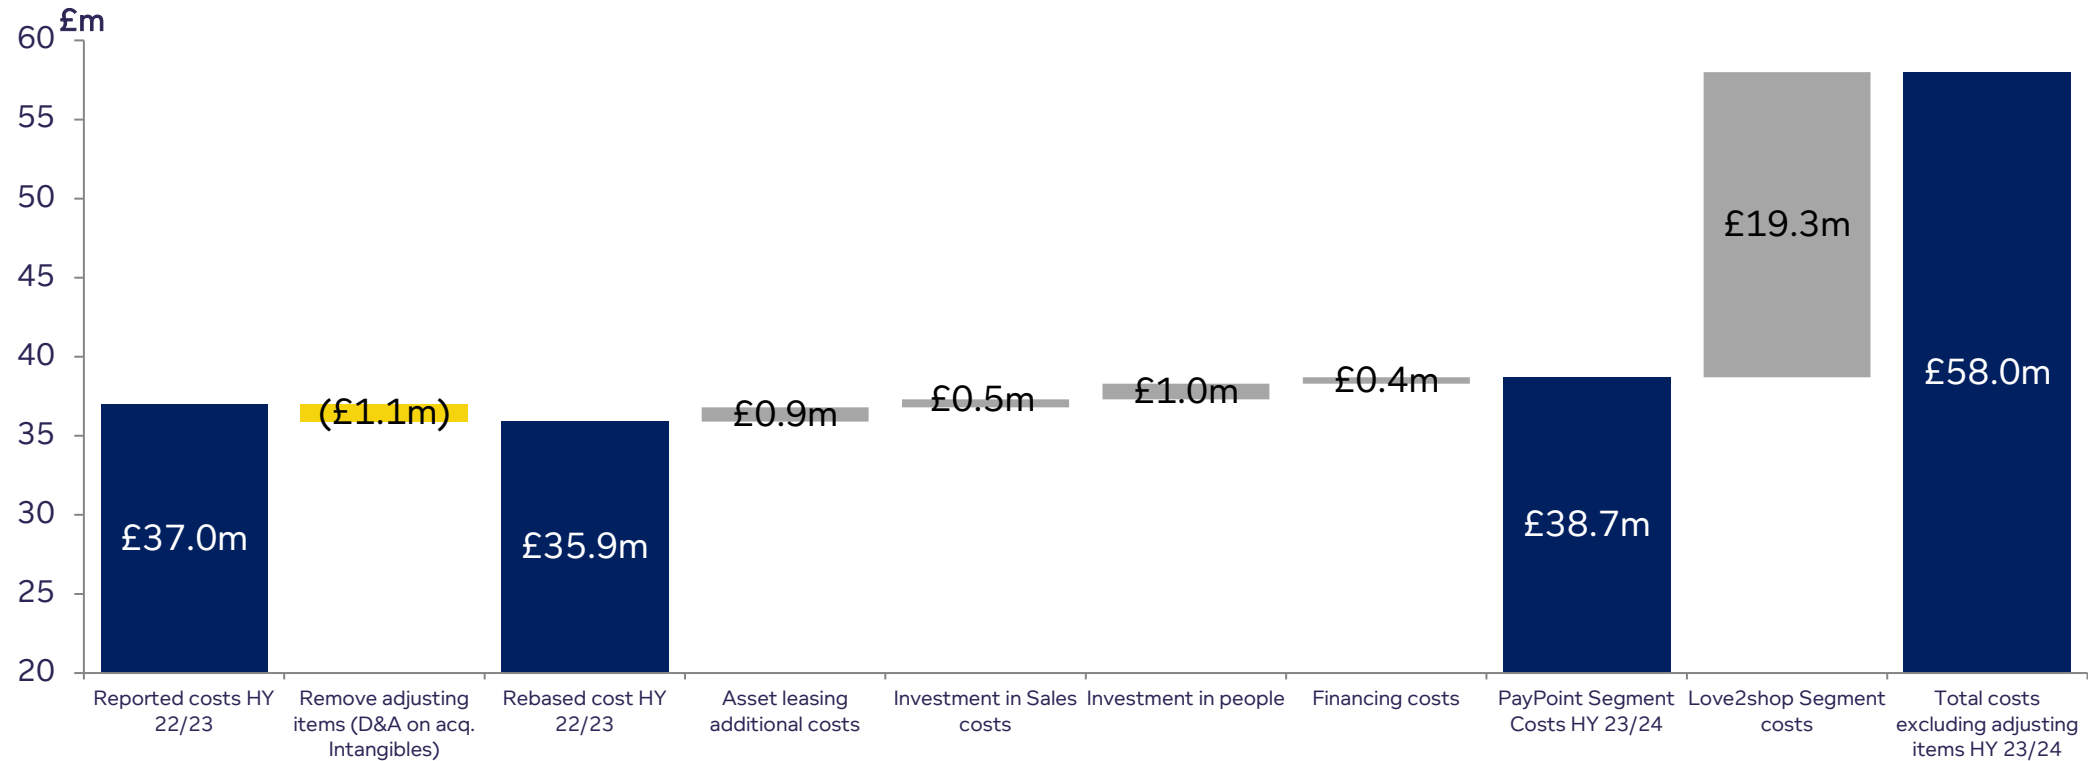 £m
60
55
50
45
40
35
30
25
20
£37.0m
(£1.1m)
£35.9m
£0.9m
£0.5m
£1.0m
£0.4m
£38.7m
£19.3m
£58.0m
Reported costs HY
22/23
Remove adjusting
items (D&A on acq.
Intangibles)
Rebased cost HY
22/23
Asset leasing
additional costs
Investment in Sales
costs
Investment in people
Financing costs
PayPoint Segment
Costs HY 23/24
Love2shop Segment
costs
Total costs
excluding adjusting
items HY 23/24